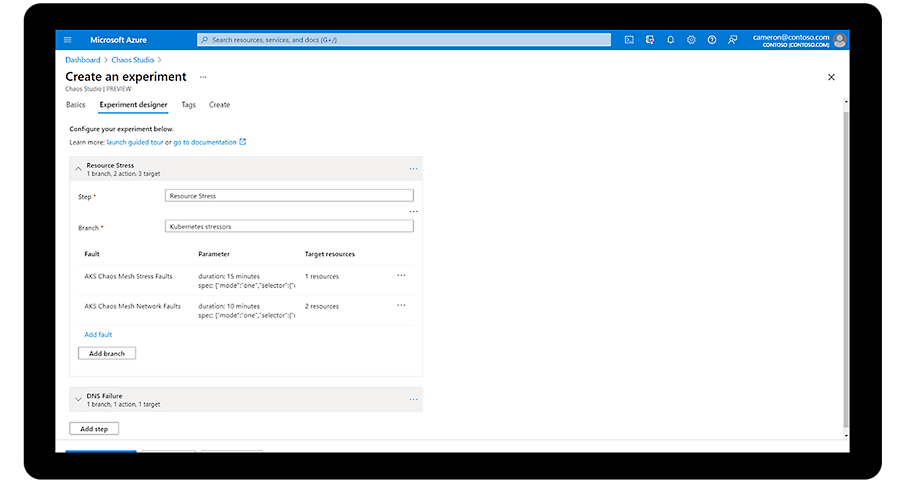 Microsoft Azure
Search resources, services, and docs (G+/)
cameron@contoso.com
CONTOSO (CONTOSO.COM)
Dashboard > Chaos Studio >
Create an experiment ...
Chaos Studio | PREVIEW
Basics Experiment designer Tags Create
Configure your experiment below.
Learn more: launch guided tour or go to documentation
Resource Stress
1 branch, 2 action, 3 target
Step * Resource Stress
Branch * Kubernetes stressors
Fault Parameter Target resources
AKS Chaos Mesh Stress Faults duration: 15 minutes 1 resources
spec: {"mode":"one","selector":{"
AKS Chaos Mesh Network Faults duration: 10 minutes 2 resources
spec: {"mode":"one","selector":{"
Add fault
Add branch
DNS Failure
1 branch, 1 action, 1 target
Add step